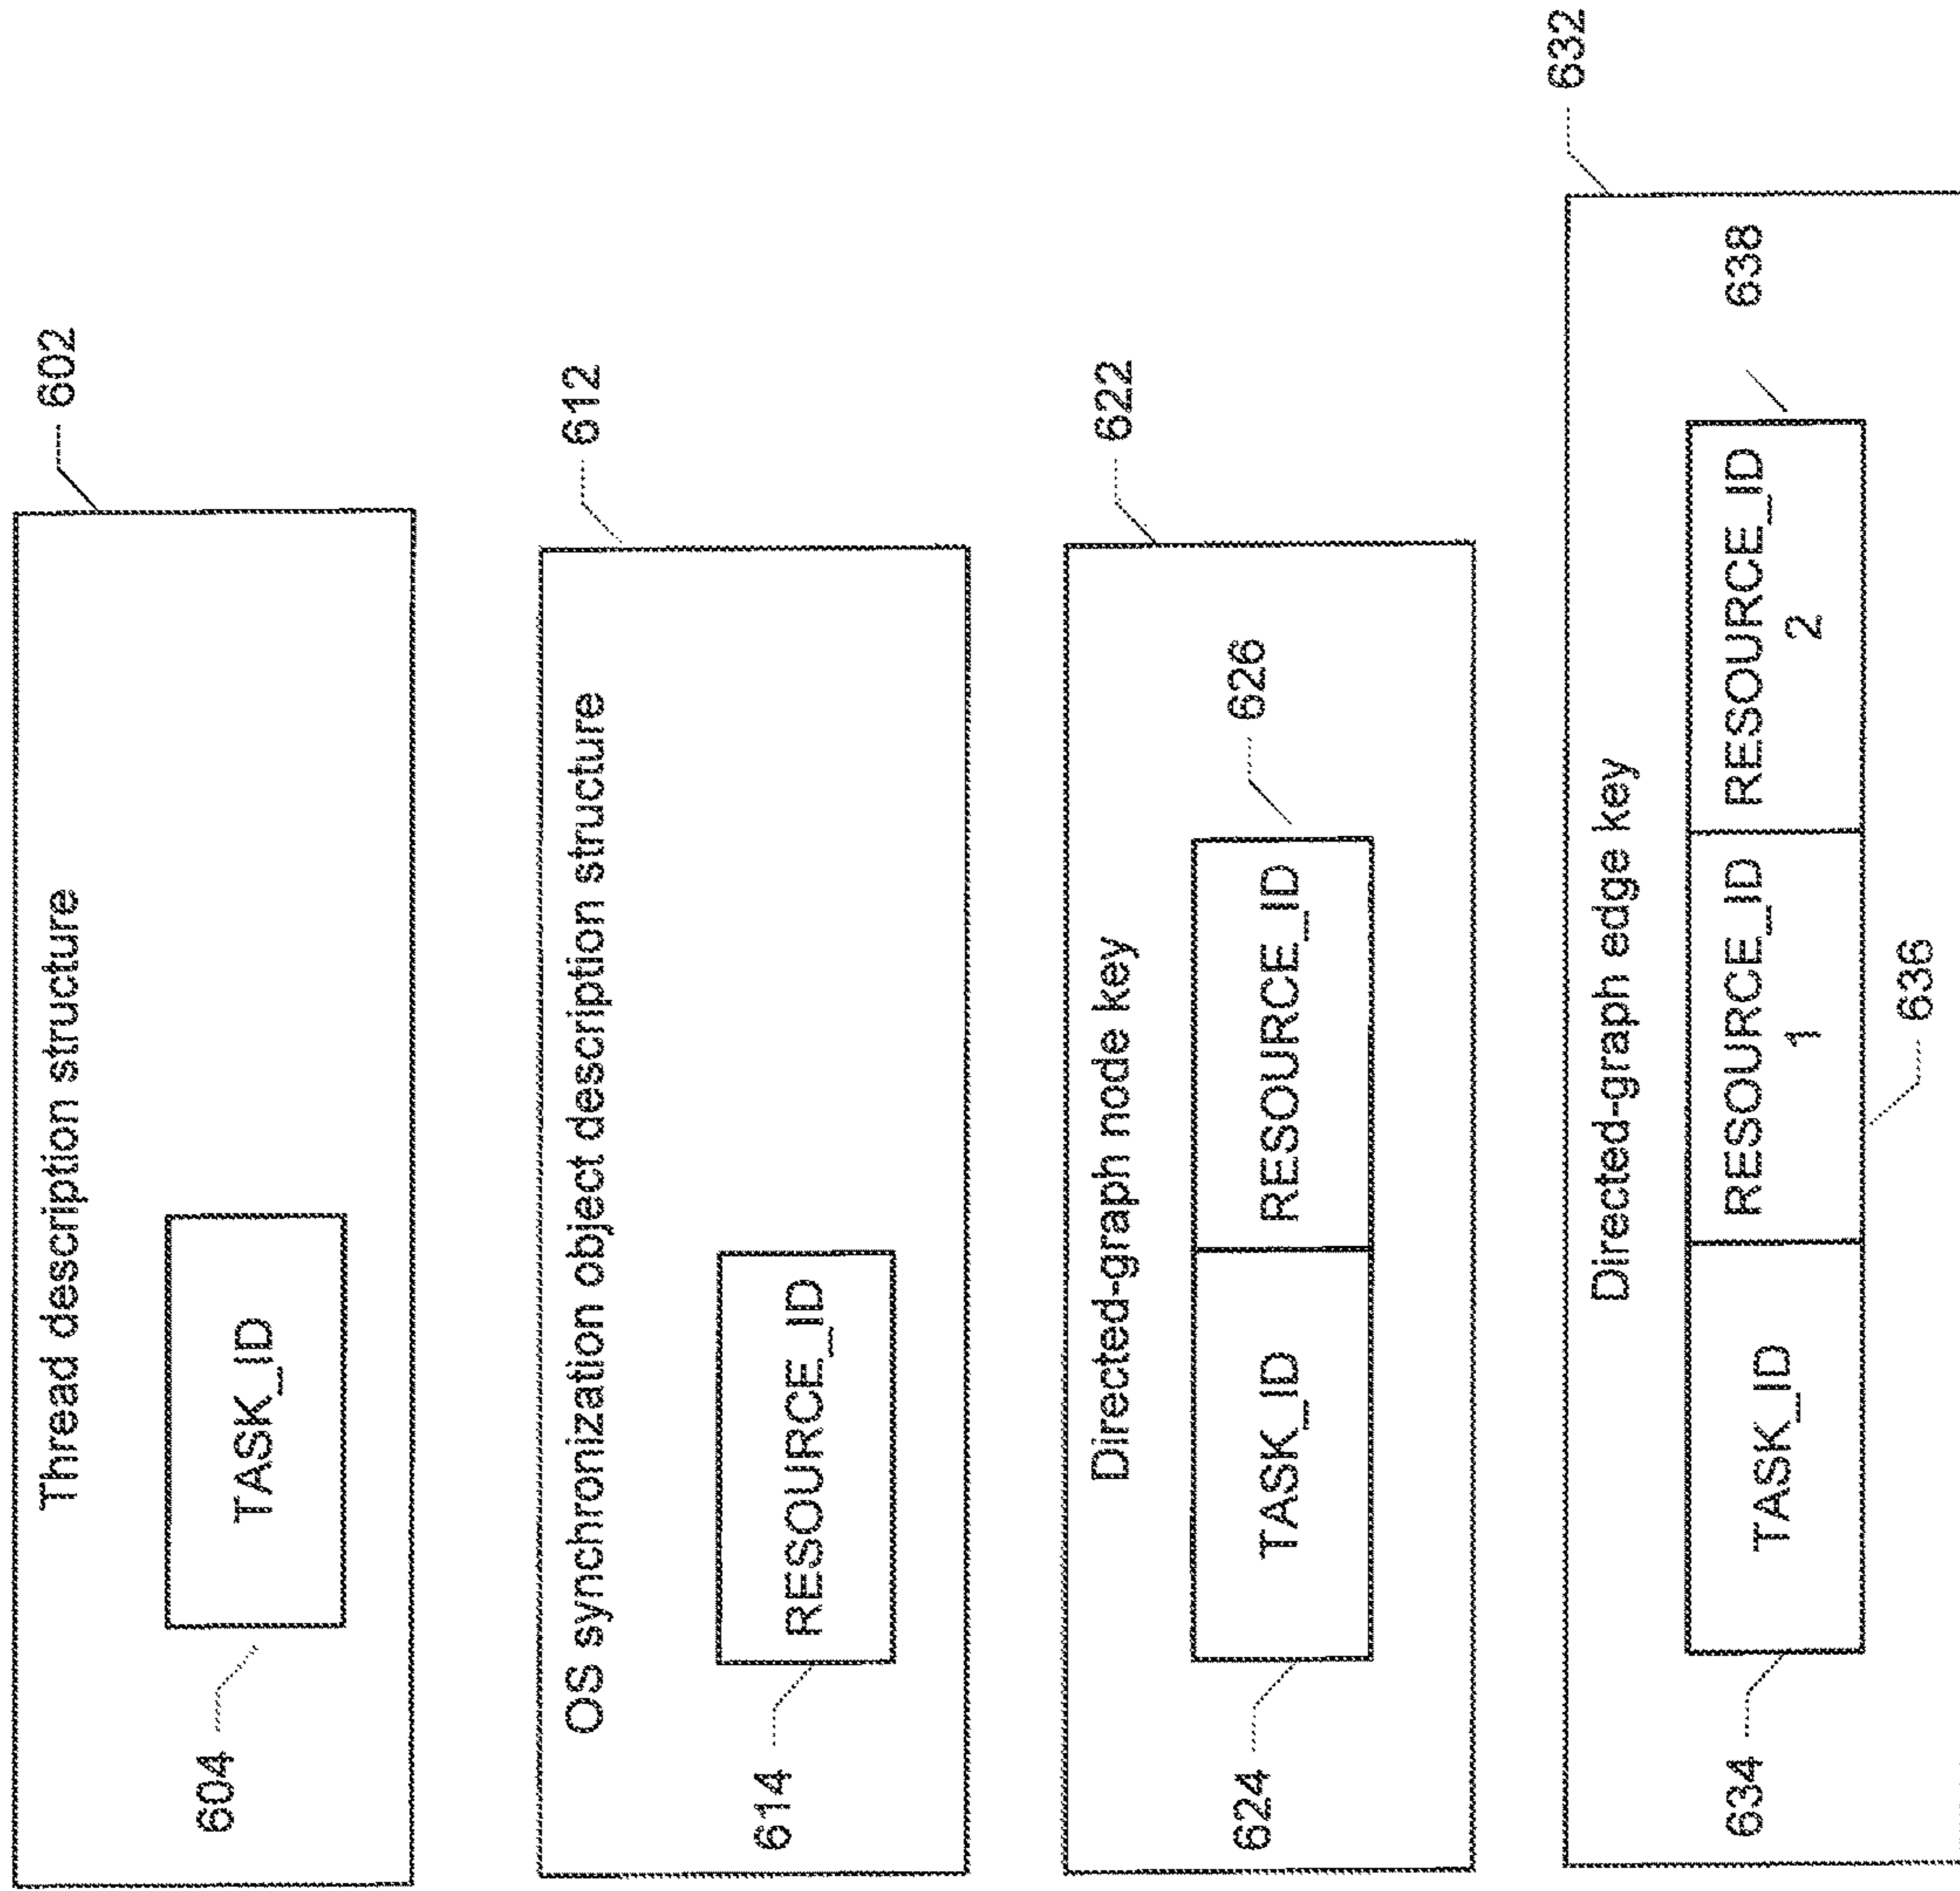 Thread description structure
602
604
TASK_ID
OS synchronization object description structure
612
614
RESOURCE_ID
Directed-graph node key
622
624
TASK_ID
RESOURCE_ID
626
Directed-graph edge key
632
634
TASK_ID
RESOURCE_ID
1
RESOURCE_ID
2
638
636